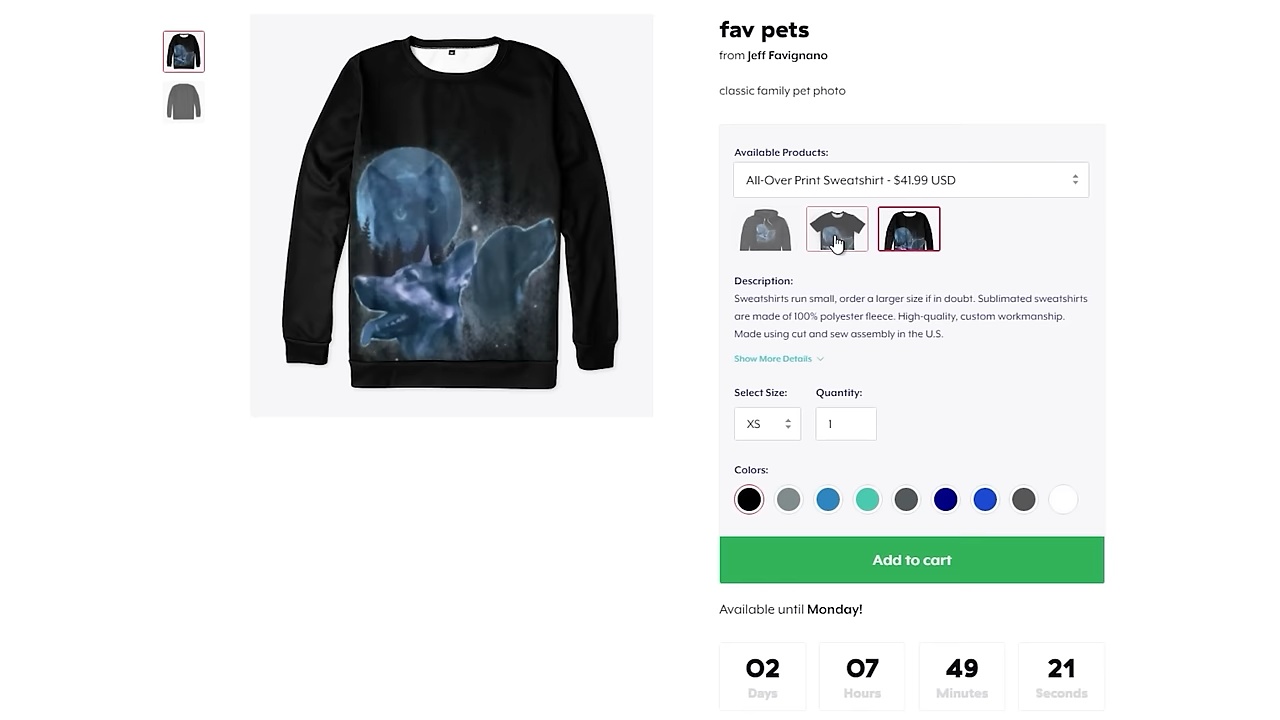 fav pets
from Jeff Favignano
classic family pet photo
Available Products:
All-Over Print Sweatshirt - $41.99 USD
Description:
Sweatshirts run small, order a larger size if in doubt. Sublimated sweatshirts
are made of 100% polyester fleece. High-quality, custom workmanship.
Made using cut and sew assembly in the U.S.
Show More Details
Select Size: Quantity:
XS 1
Colors:
Add to cart
Available until Monday!
02 07 49 21
Days Hours Minutes Seconds